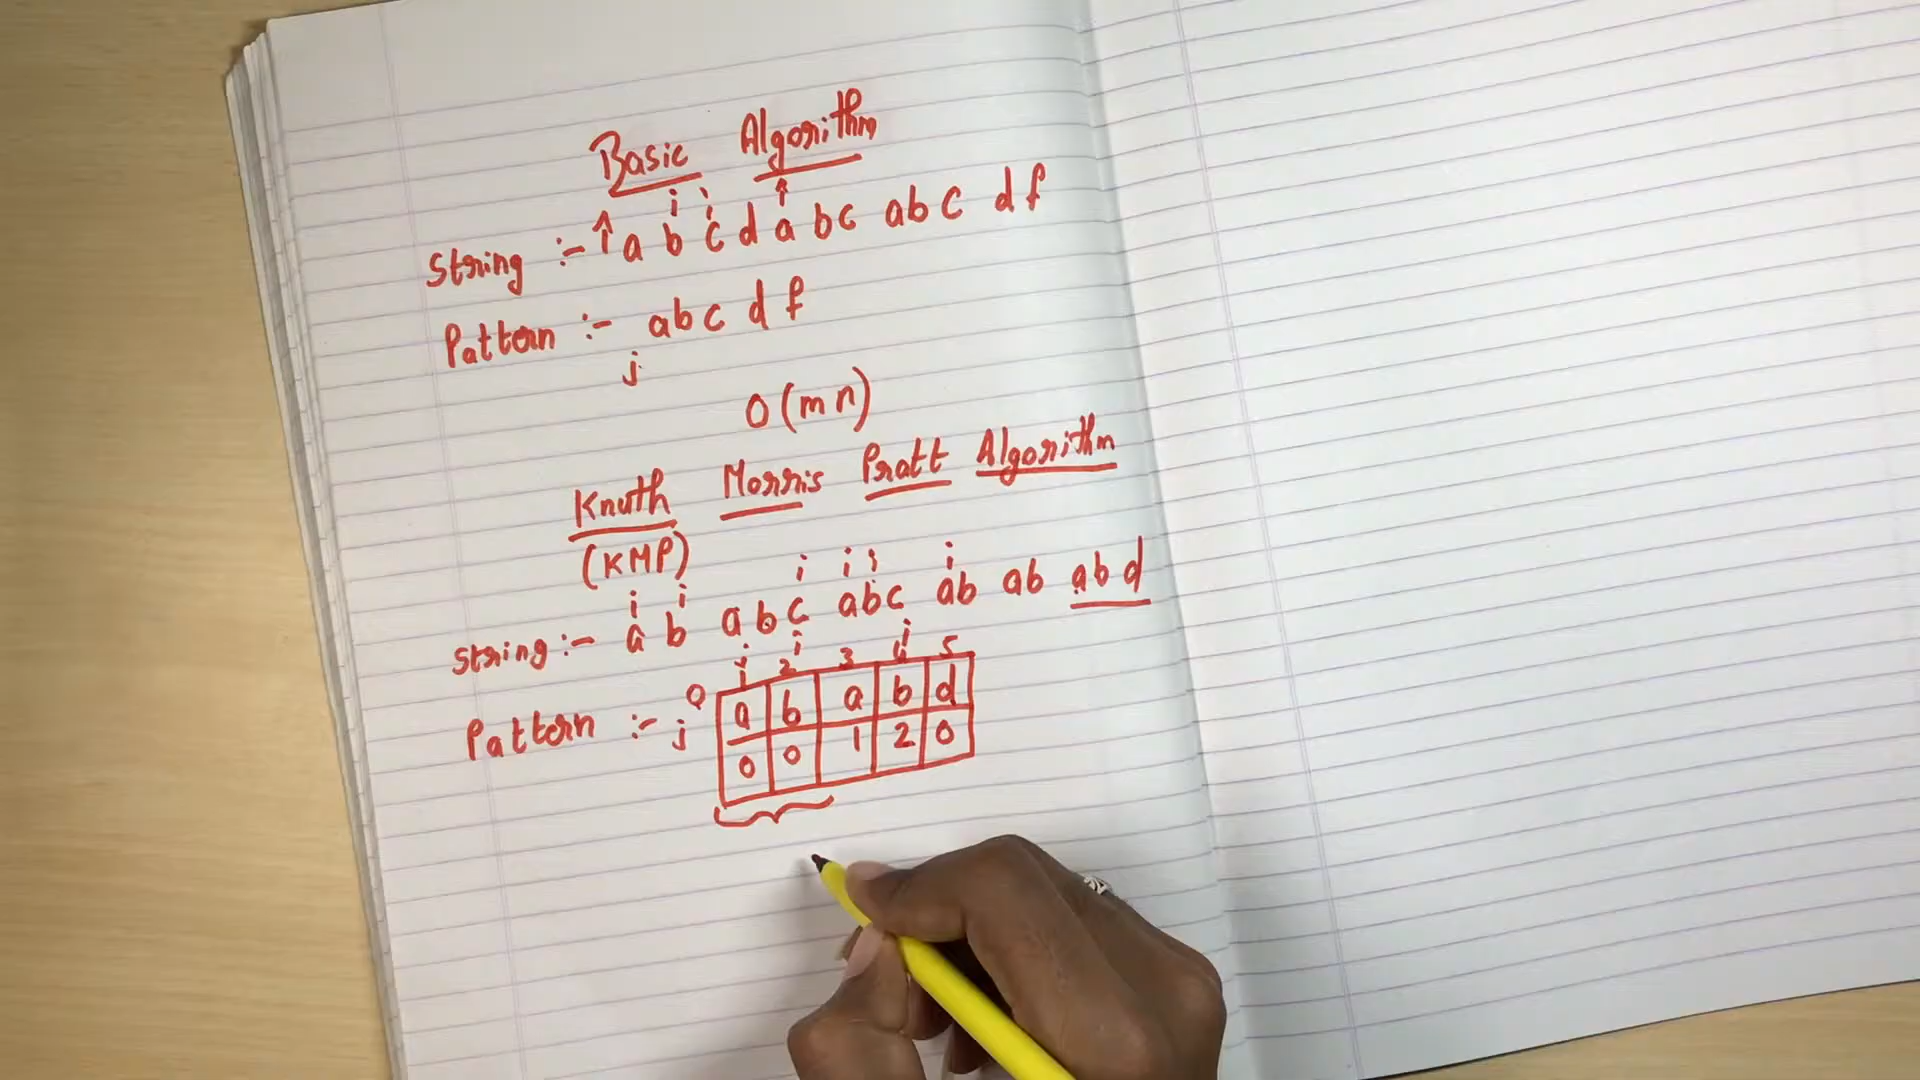 Basic Algorithm
i i ↑
String :- ↑ a b c d a b c a b c d f
Pattern :- a b c d f
j
O(mn)
Knuth Morris Pratt Algorithm
(KMP)
i i i i i i
String :- a b a b c a b c a b a b a b d
j i i
0 1 2 3 4 5
Pattern :- j a b a b d
0 0 1 2 0